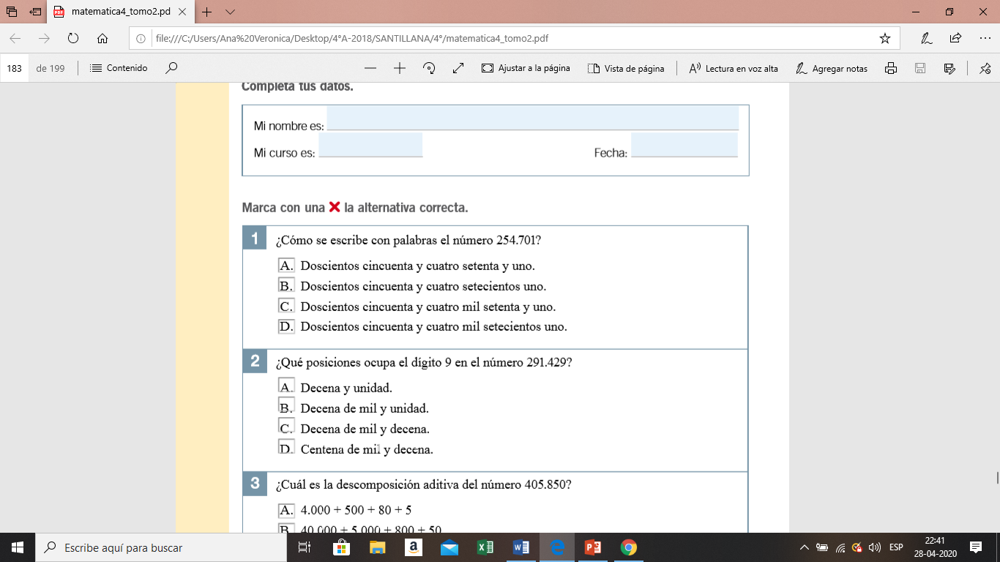 matematica4_tomo2.pd
file:///C:/Users/Ana%20Veronica/Desktop/4°A-2018/SANTILLANA/4°/matematica4_tomo2.pdf
183 de 199 Contenido Ajustar a la página Vista de página Lectura en voz alta Agregar notas
Completa tus datos.
Mi nombre es:
Mi curso es: Fecha:
Marca con una ✕ la alternativa correcta.
1 ¿Cómo se escribe con palabras el número 254.701?
A. Doscientos cincuenta y cuatro setenta y uno.
B. Doscientos cincuenta y cuatro setecientos uno.
C. Doscientos cincuenta y cuatro mil setenta y uno.
D. Doscientos cincuenta y cuatro mil setecientos uno.
2 ¿Qué posiciones ocupa el dígito 9 en el número 291.429?
A. Decena y unidad.
B. Decena de mil y unidad.
C. Decena de mil y decena.
D. Centena de mil y decena.
3 ¿Cuál es la descomposición aditiva del número 405.850?
A. 4.000 + 500 + 80 + 5
B. 40.000 + 5.000 + 800 + 50
Escribe aquí para buscar
ESP
22:41
28-04-2020